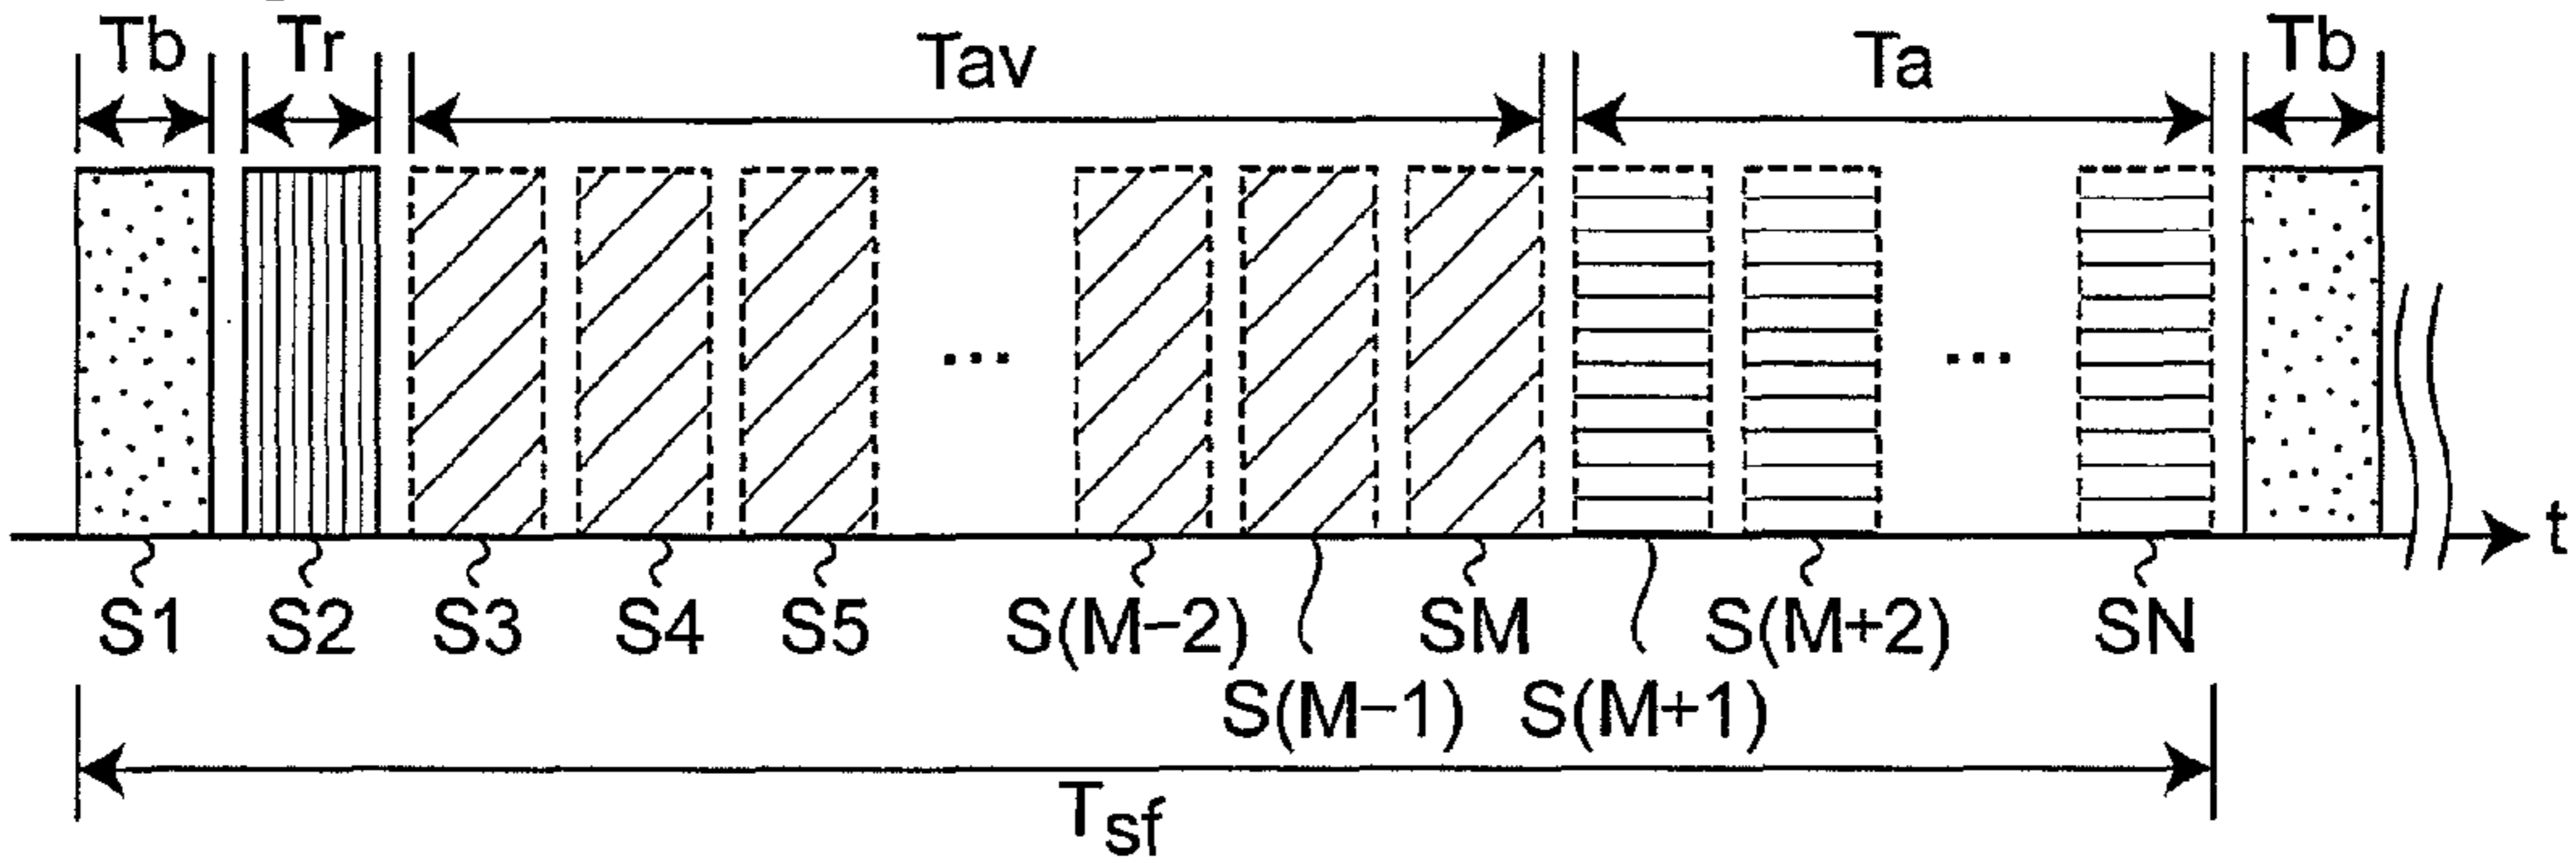 Tb Tr Tav Ta Tb
... ...
t
S1 S2 S3 S4 S5 S(M−2) SM S(M+2) SN
S(M−1) S(M+1)
Tsf